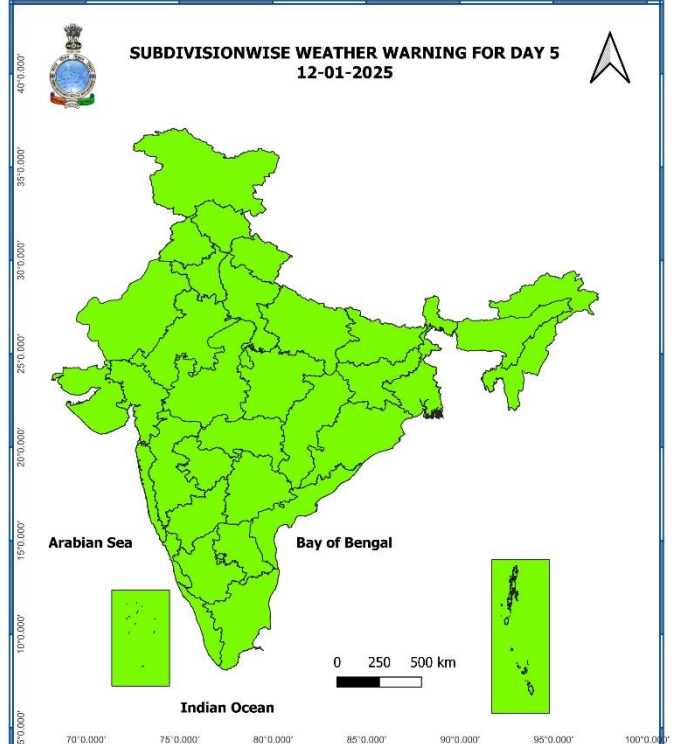 SUBDIVISIONWISE WEATHER WARNING FOR DAY 5
12-01-2025
40°0.000'
35°0.000'
30°0.000'
25°0.000'
20°0.000'
15°0.000'
10°0.000'
5°0.000'
Arabian Sea
Bay of Bengal
0 250 500 km
Indian Ocean
70°0.000' 75°0.000' 80°0.000' 85°0.000' 90°0.000' 95°0.000' 100°0.000'